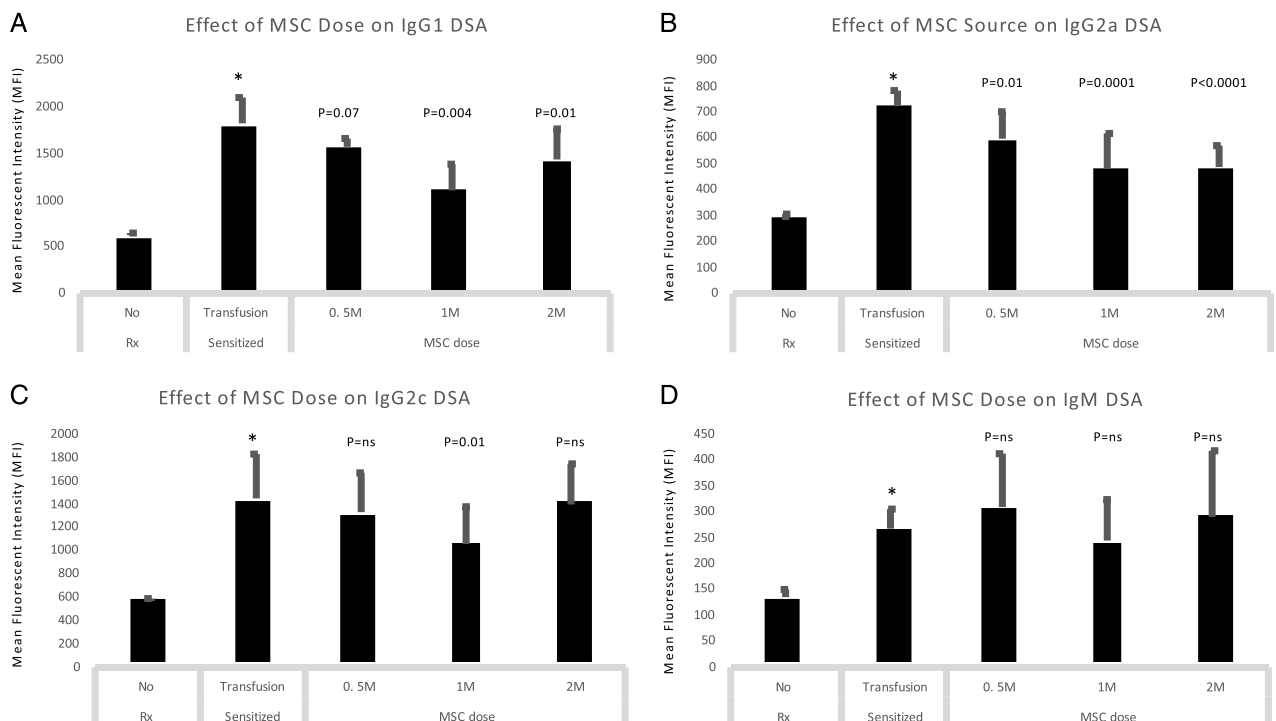 A
Effect of MSC Dose on IgG1 DSA
Mean Fluorescent Intensity (MFI)
2500
2000
1500
1000
500
0
*
P=0.07
P=0.004
P=0.01
No
Transfusion
0. 5M
1M
2M
Rx
Sensitized
MSC dose
B
Effect of MSC Source on IgG2a DSA
Mean Fluorescent Intensity (MFI)
900
800
700
600
500
400
300
200
100
0
*
P=0.01
P=0.0001
P<0.0001
No
Transfusion
0. 5M
1M
2M
Rx
Sensitized
MSC dose
C
Effect of MSC Dose on IgG2c DSA
Mean Fluorescent Intensity (MFI)
2000
1800
1600
1400
1200
1000
800
600
400
200
0
*
P=ns
P=0.01
P=ns
No
Transfusion
0. 5M
1M
2M
Rx
Sensitized
MSC dose
D
Effect of MSC Dose on IgM DSA
Mean Fluorescent Intensity (MFI)
450
400
350
300
250
200
150
100
50
0
*
P=ns
P=ns
P=ns
No
Transfusion
0. 5M
1M
2M
Rx
Sensitized
MSC dose